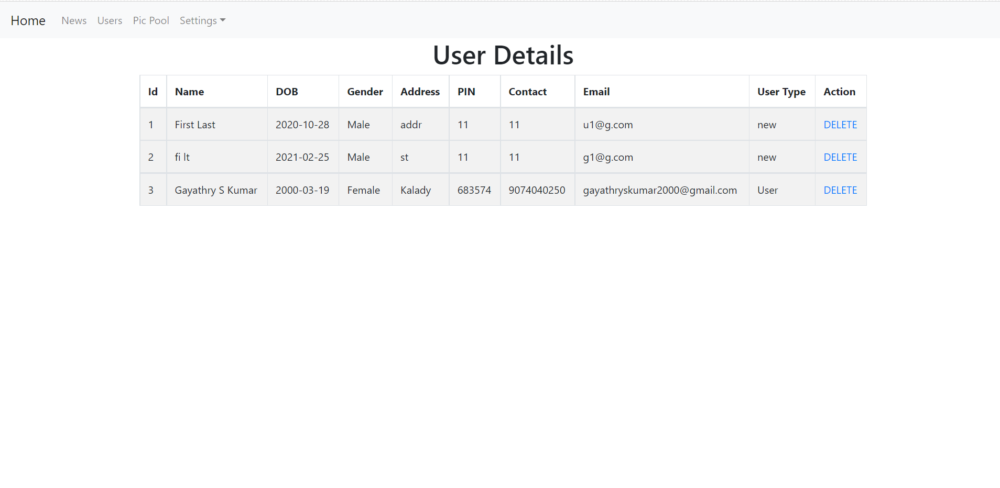 Home News Users Pic Pool Settings
User Details
Id Name DOB Gender Address PIN Contact Email User Type Action
1 First Last 2020-10-28 Male addr 11 11 u1@g.com new DELETE
2 fi lt 2021-02-25 Male st 11 11 g1@g.com new DELETE
3 Gayathry S Kumar 2000-03-19 Female Kalady 683574 9074040250 gayathryskumar2000@gmail.com User DELETE